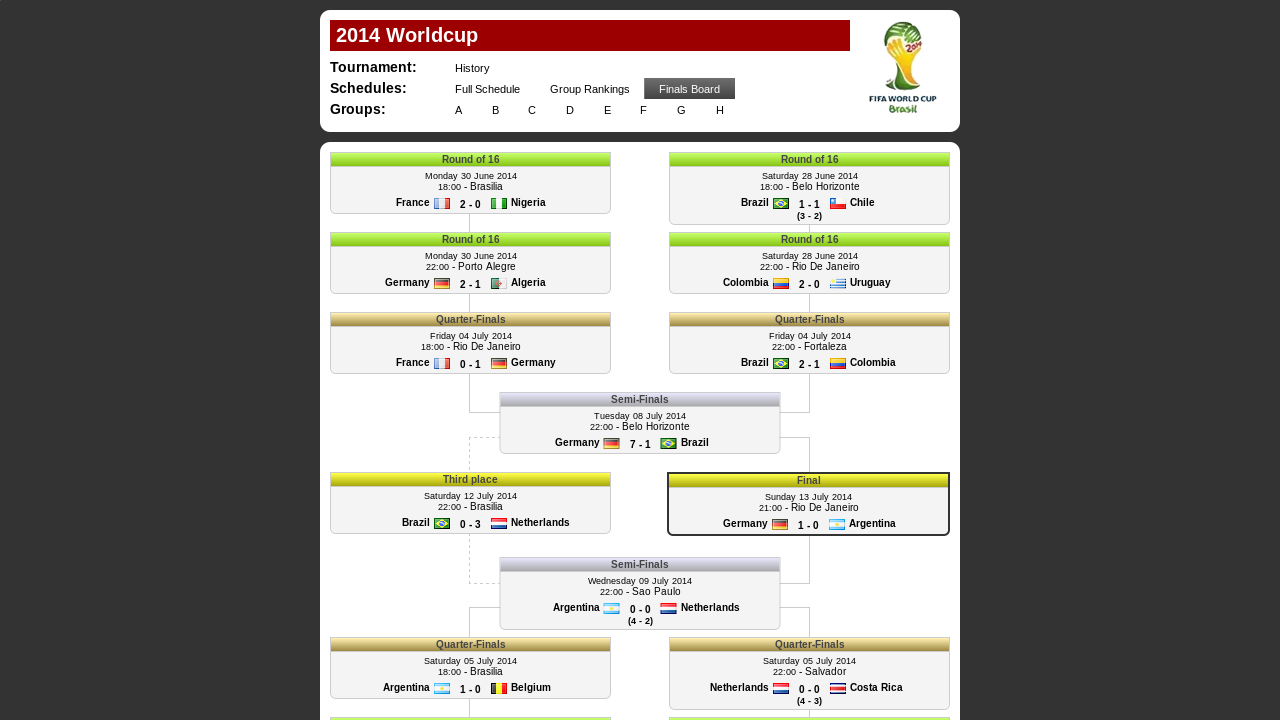 2014 Worldcup
2014
FIFA WORLD CUP
Brasil
Tournament: History
Schedules: Full Schedule Group Rankings Finals Board
Groups: A B C D E F G H
Round of 16
Monday 30 June 2014
18:00 - Brasilia
France 2 - 0 Nigeria
Round of 16
Saturday 28 June 2014
18:00 - Belo Horizonte
Brazil 1 - 1 Chile
(3 - 2)
Round of 16
Monday 30 June 2014
22:00 - Porto Alegre
Germany 2 - 1 Algeria
Round of 16
Saturday 28 June 2014
22:00 - Rio De Janeiro
Colombia 2 - 0 Uruguay
Quarter-Finals
Friday 04 July 2014
18:00 - Rio De Janeiro
France 0 - 1 Germany
Quarter-Finals
Friday 04 July 2014
22:00 - Fortaleza
Brazil 2 - 1 Colombia
Semi-Finals
Tuesday 08 July 2014
22:00 - Belo Horizonte
Germany 7 - 1 Brazil
Third place
Saturday 12 July 2014
22:00 - Brasilia
Brazil 0 - 3 Netherlands
Final
Sunday 13 July 2014
21:00 - Rio De Janeiro
Germany 1 - 0 Argentina
Semi-Finals
Wednesday 09 July 2014
22:00 - Sao Paulo
Argentina 0 - 0 Netherlands
(4 - 2)
Quarter-Finals
Saturday 05 July 2014
18:00 - Brasilia
Argentina 1 - 0 Belgium
Quarter-Finals
Saturday 05 July 2014
22:00 - Salvador
Netherlands 0 - 0 Costa Rica
(4 - 3)